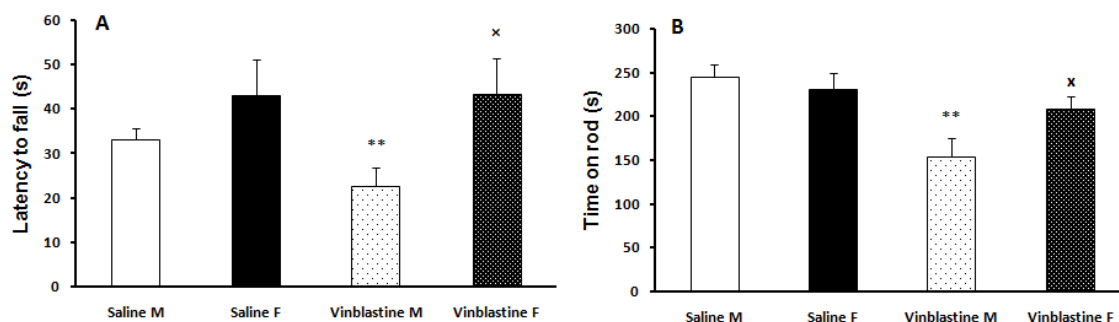 A
Latency to fall (s)
60
50
40
30
20
10
0
**
×
Saline M Saline F Vinblastine M Vinblastine F
B
Time on rod (s)
300
250
200
150
100
50
0
**
x
Saline M Saline F Vinblastine M Vinblastine F